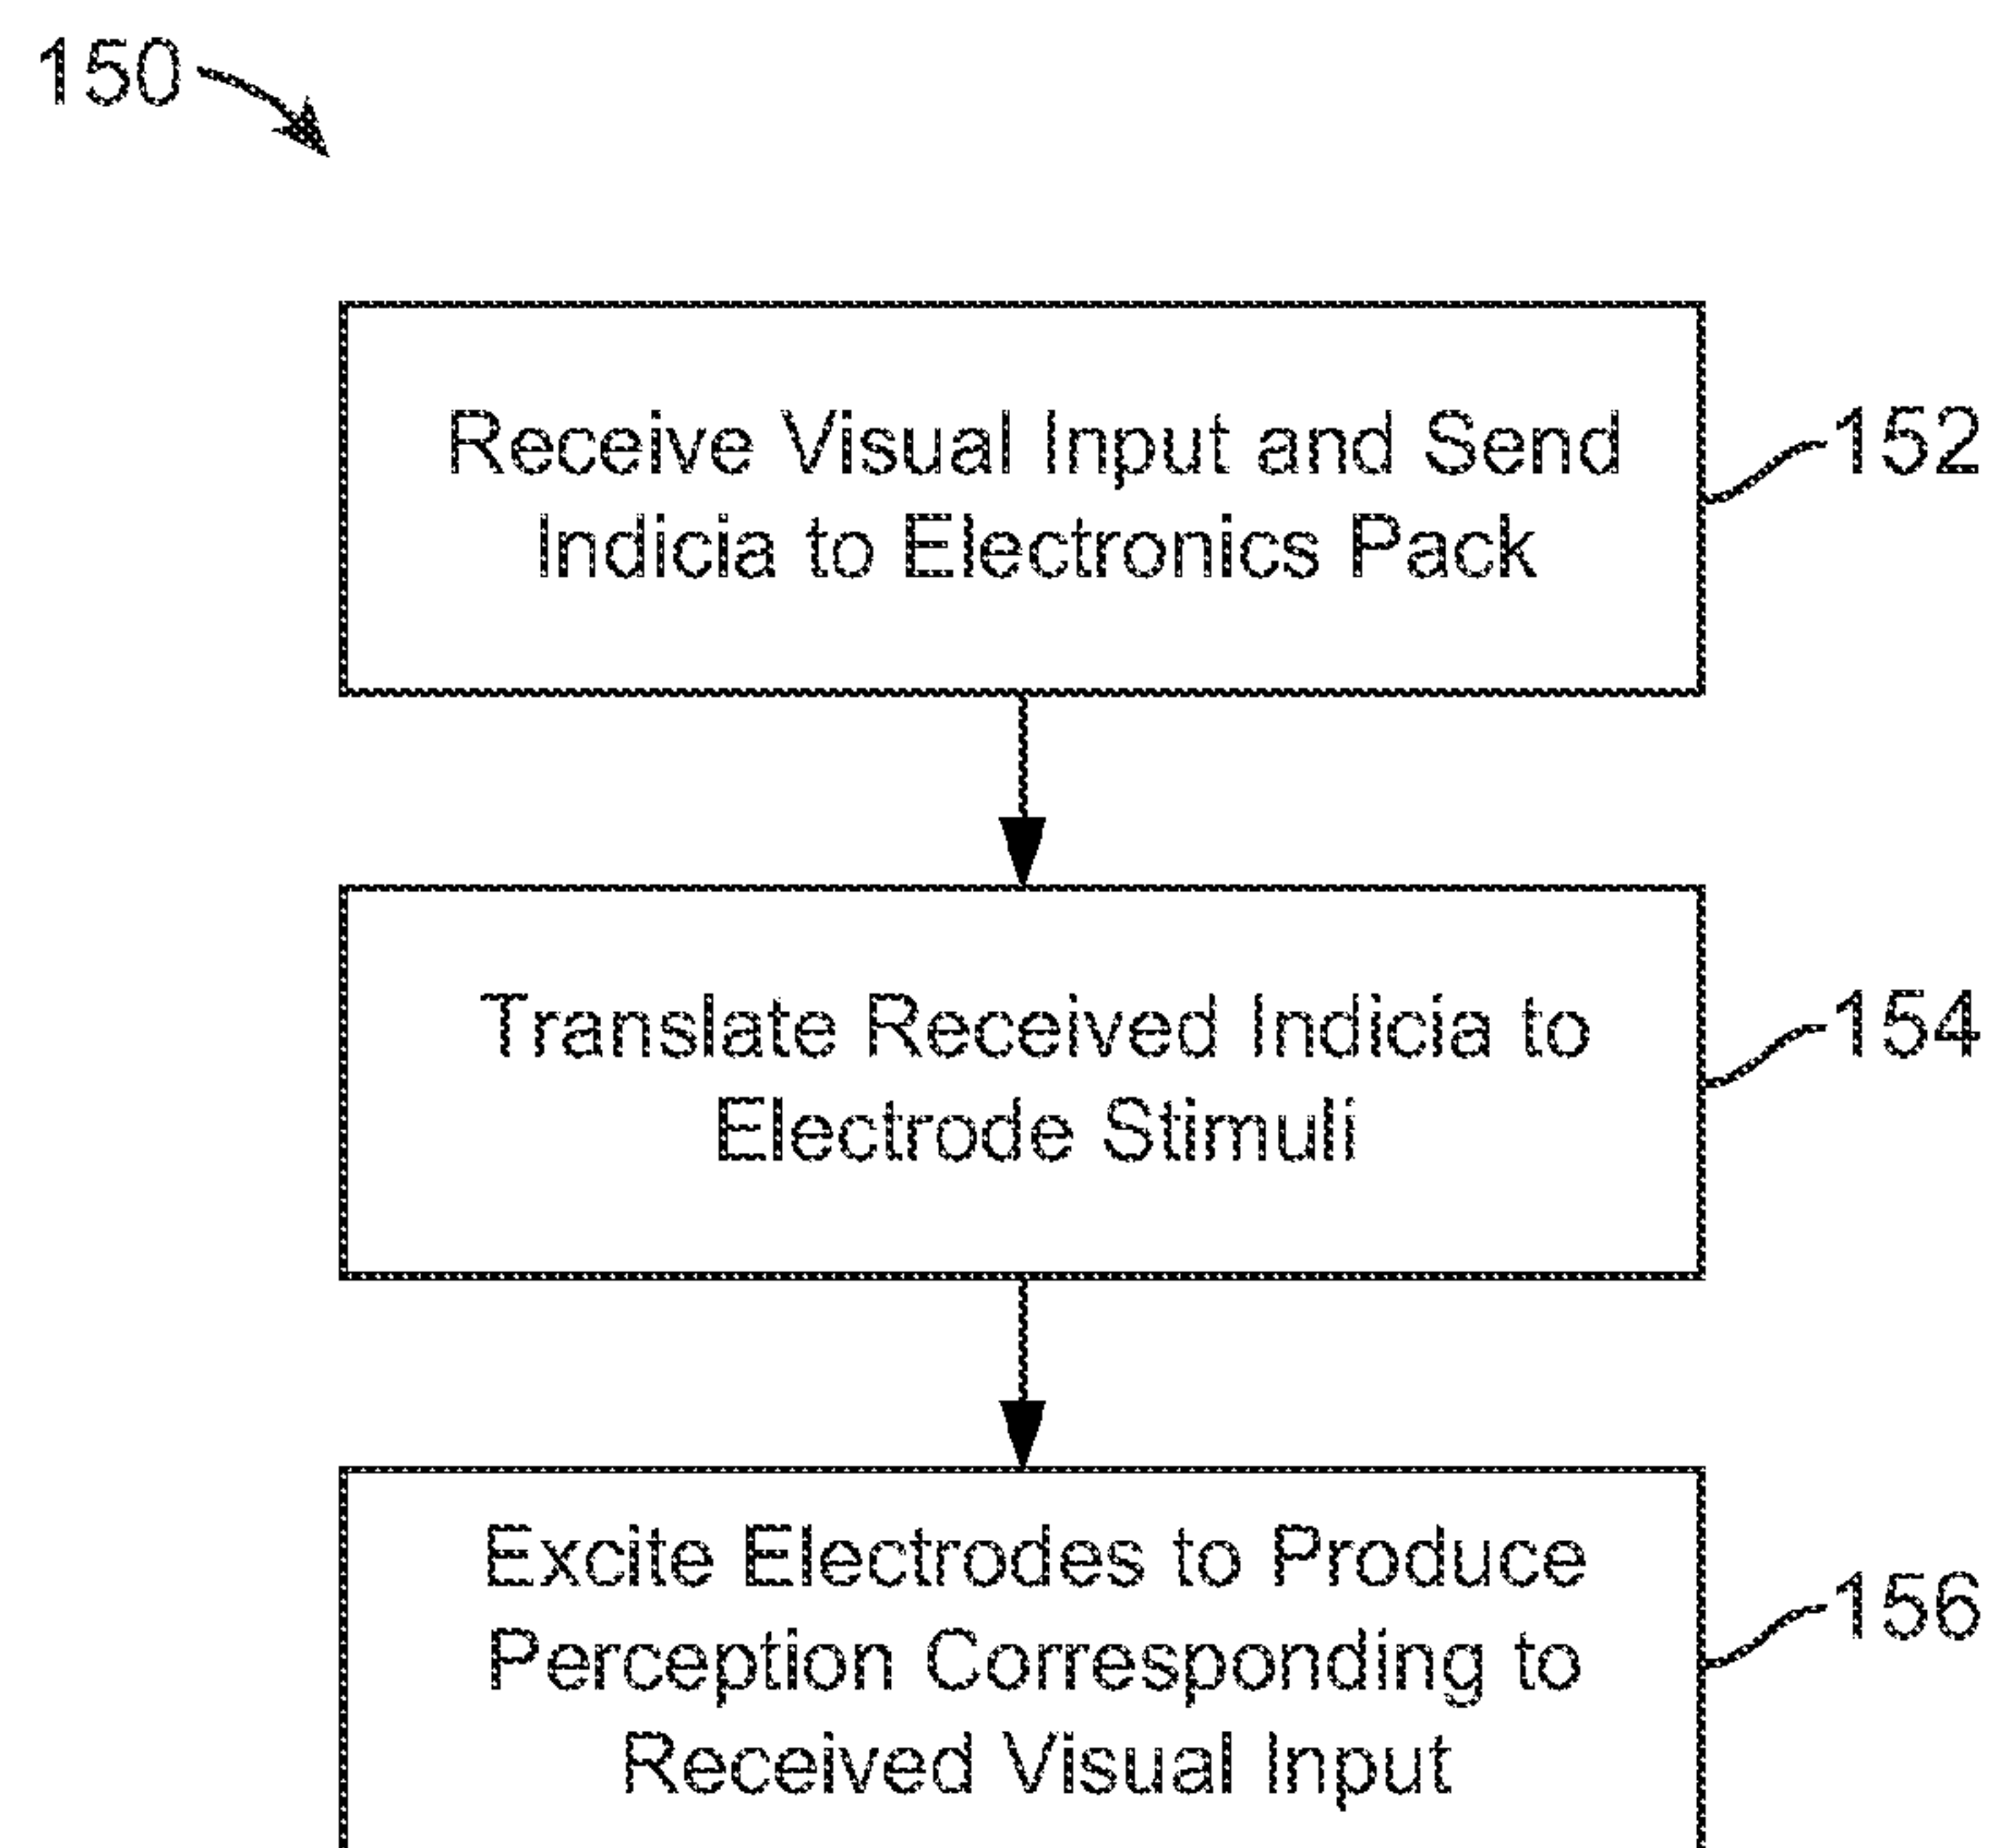 150
Receive Visual Input and Send
Indicia to Electronics Pack
152
Translate Received Indicia to
Electrode Stimuli
154
Excite Electrodes to Produce
Perception Corresponding to
Received Visual Input
156